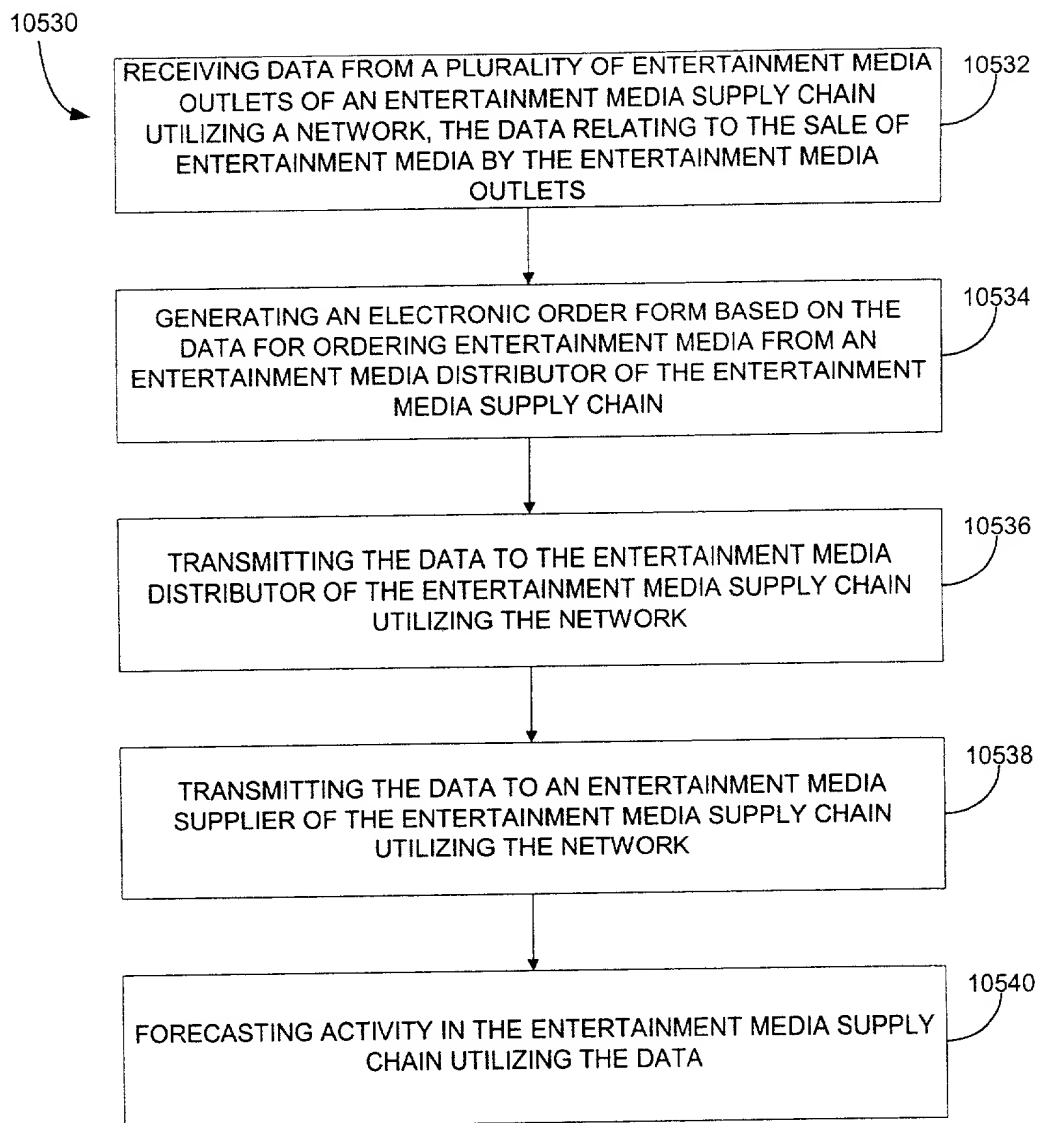 10530
RECEIVING DATA FROM A PLURALITY OF ENTERTAINMENT MEDIA
OUTLETS OF AN ENTERTAINMENT MEDIA SUPPLY CHAIN
UTILIZING A NETWORK, THE DATA RELATING TO THE SALE OF
ENTERTAINMENT MEDIA BY THE ENTERTAINMENT MEDIA
OUTLETS
10532
GENERATING AN ELECTRONIC ORDER FORM BASED ON THE
DATA FOR ORDERING ENTERTAINMENT MEDIA FROM AN
ENTERTAINMENT MEDIA DISTRIBUTOR OF THE ENTERTAINMENT
MEDIA SUPPLY CHAIN
10534
TRANSMITTING THE DATA TO THE ENTERTAINMENT MEDIA
DISTRIBUTOR OF THE ENTERTAINMENT MEDIA SUPPLY CHAIN
UTILIZING THE NETWORK
10536
TRANSMITTING THE DATA TO AN ENTERTAINMENT MEDIA
SUPPLIER OF THE ENTERTAINMENT MEDIA SUPPLY CHAIN
UTILIZING THE NETWORK
10538
FORECASTING ACTIVITY IN THE ENTERTAINMENT MEDIA SUPPLY
CHAIN UTILIZING THE DATA
10540